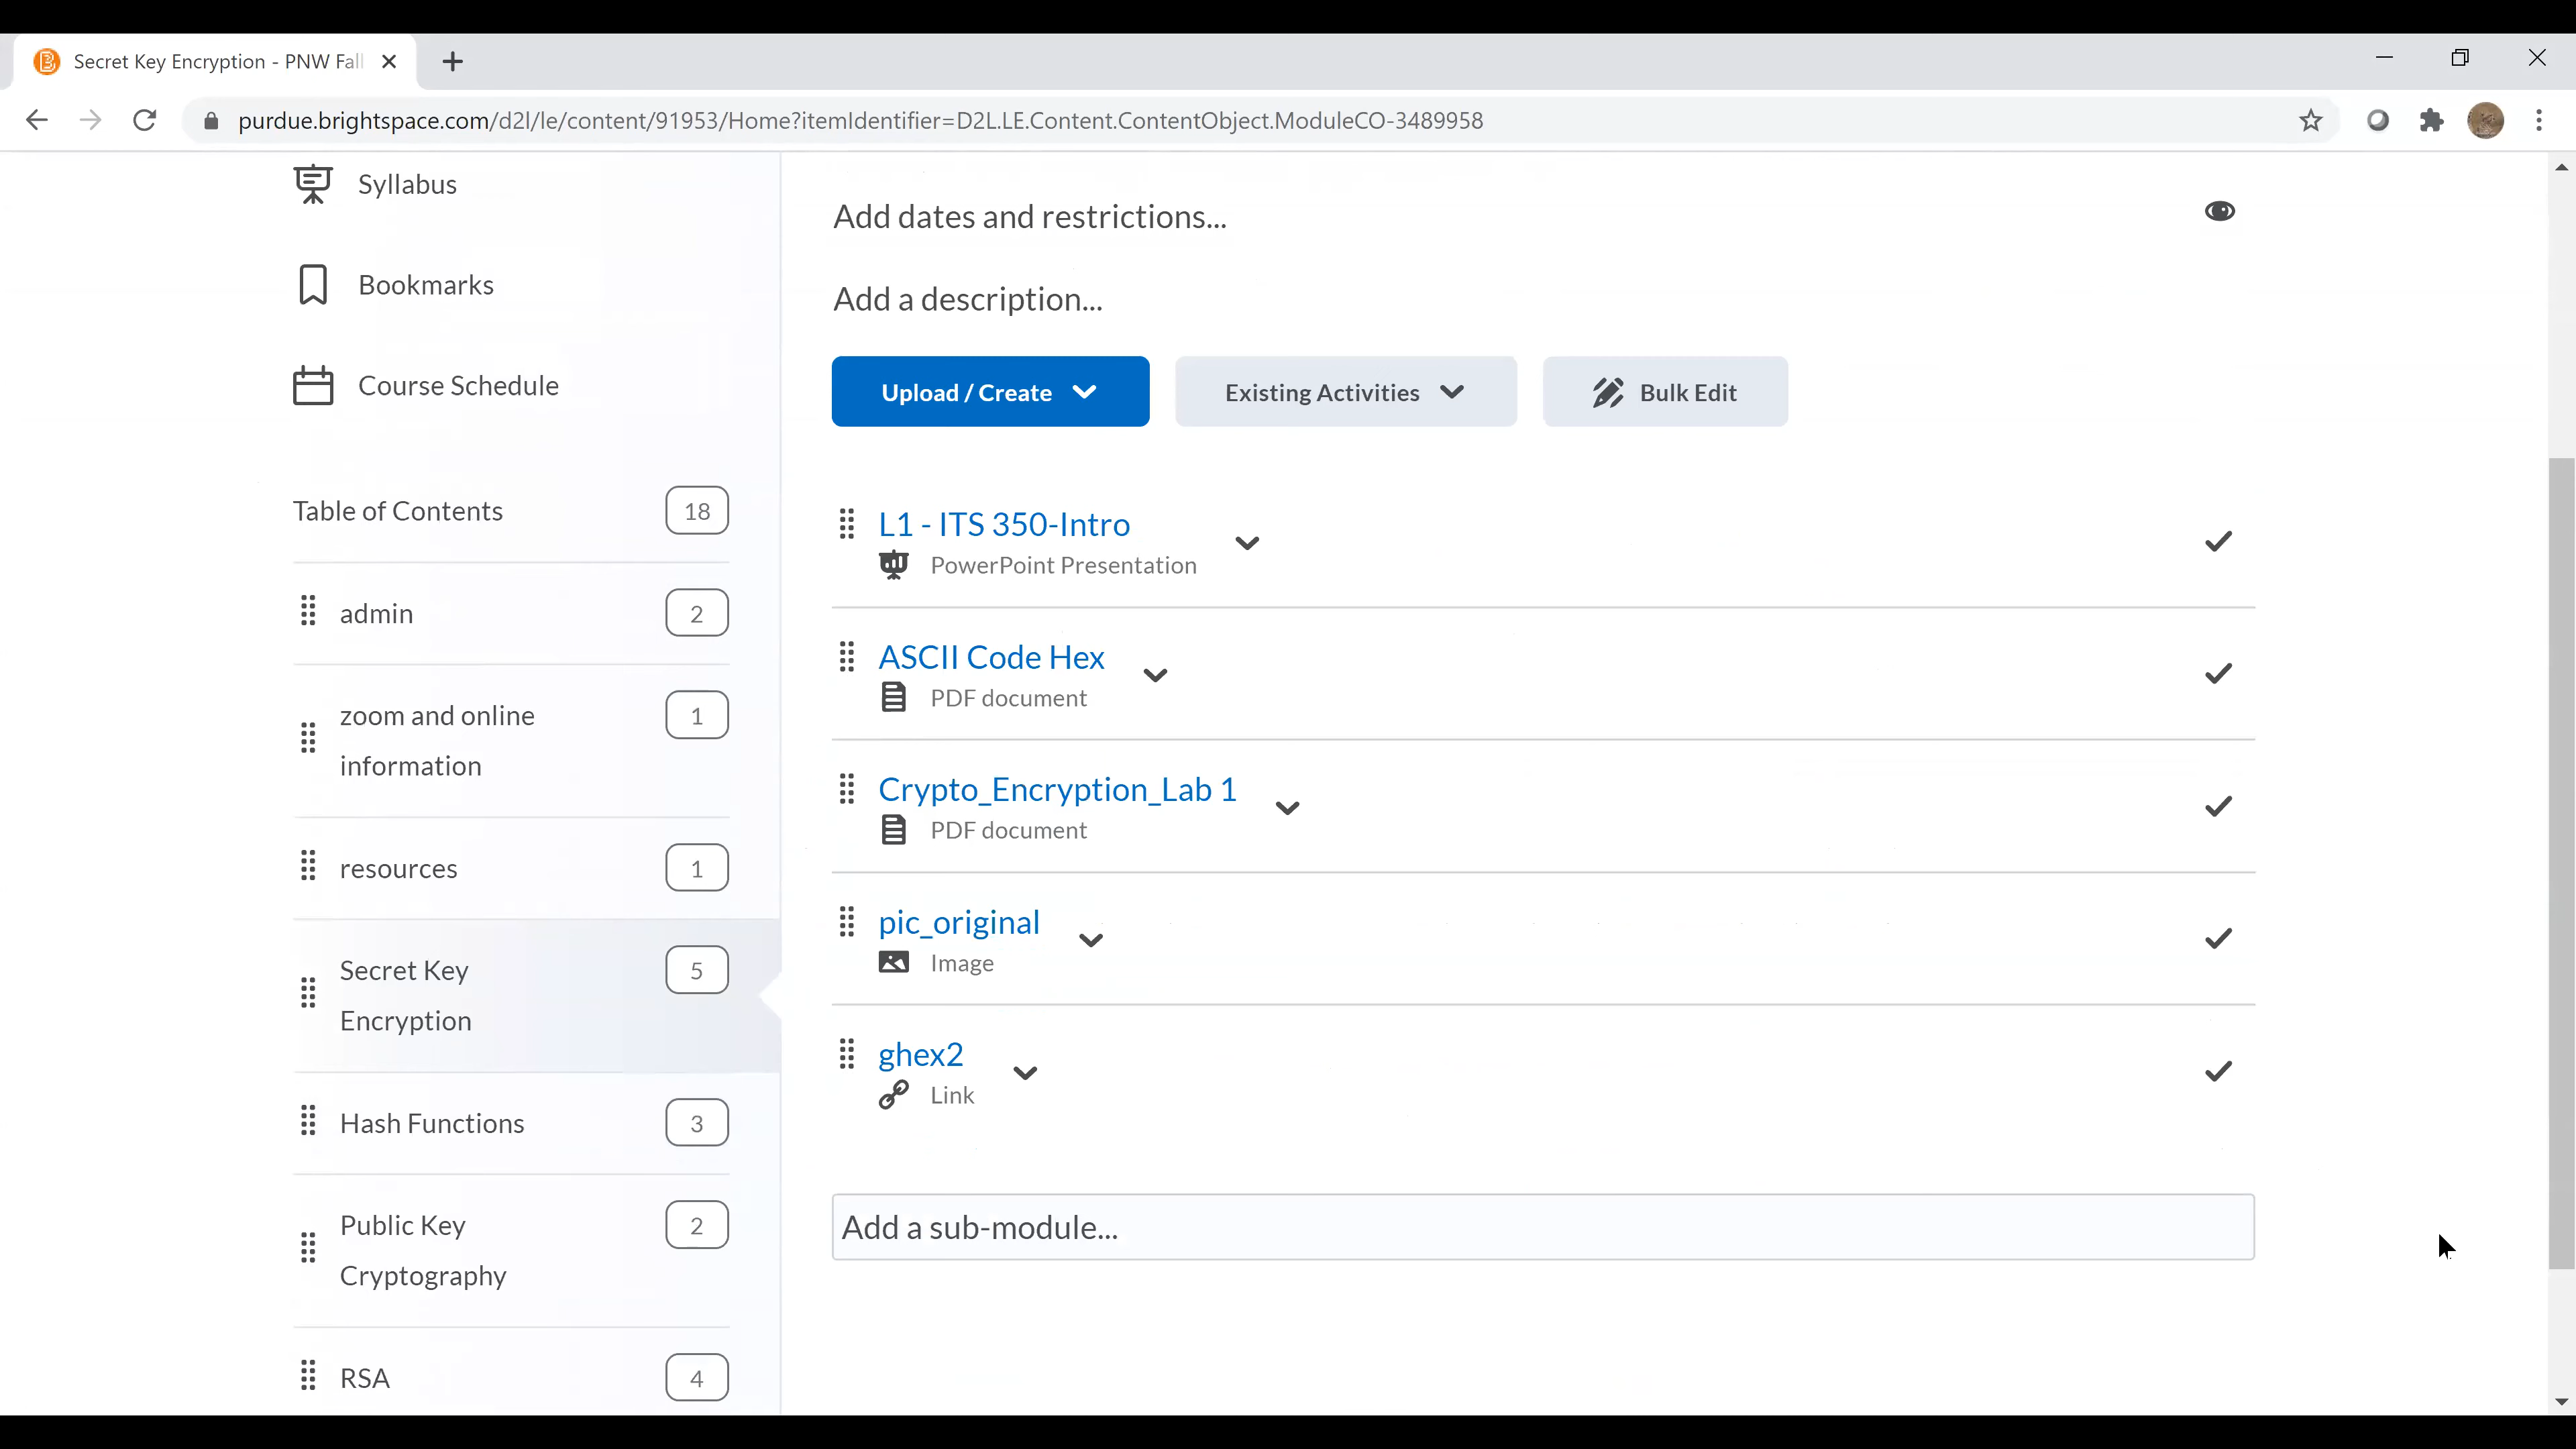 Secret Key Encryption - PNW Fall
purdue.brightspace.com/d2l/le/content/91953/Home?itemIdentifier=D2L.LE.Content.ContentObject.ModuleCO-3489958
Syllabus
Bookmarks
Course Schedule
Table of Contents 18
admin 2
zoom and online 1
information
resources 1
Secret Key 5
Encryption
Hash Functions 3
Public Key 2
Cryptography
RSA 4
Add dates and restrictions...
Add a description...
Upload / Create Existing Activities Bulk Edit
L1 - ITS 350-Intro
PowerPoint Presentation
ASCII Code Hex
PDF document
Crypto_Encryption_Lab 1
PDF document
pic_original
Image
ghex2
Link
Add a sub-module...